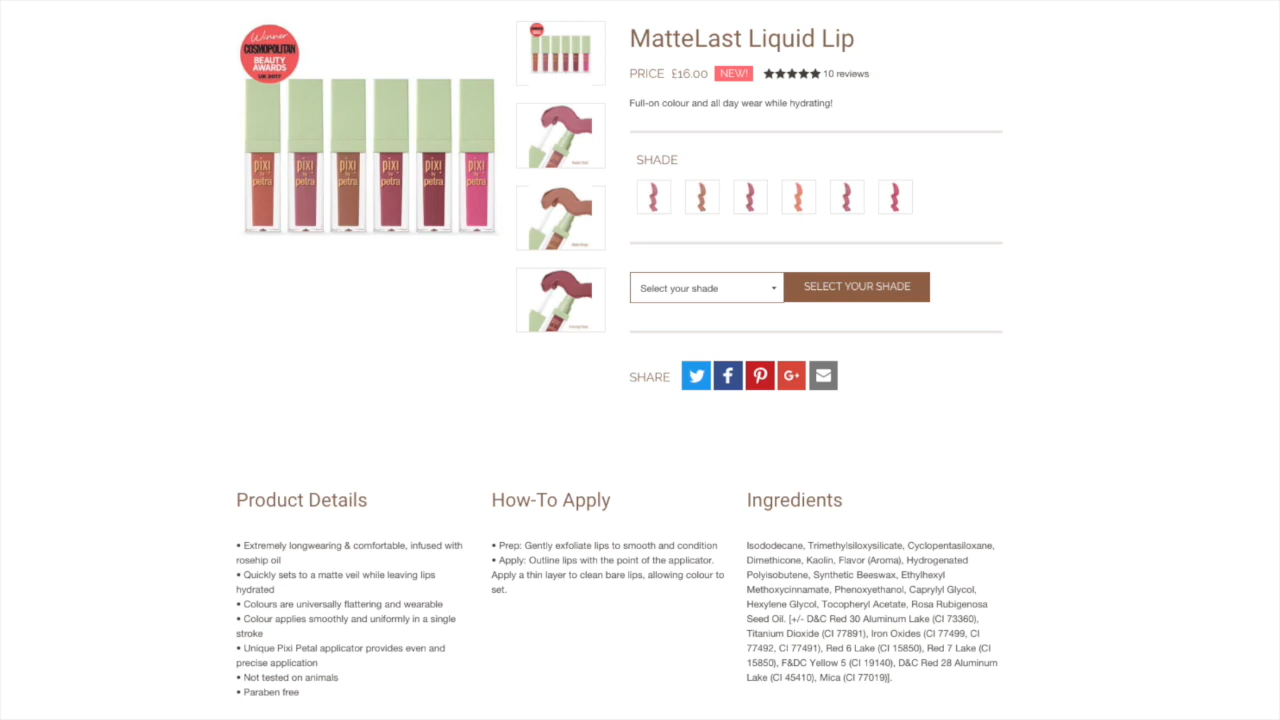 Winner
COSMOPOLITAN
BEAUTY
AWARDS
UK 2017
pixi by petra
pixi by petra
pixi by petra
pixi by petra
pixi by petra
pixi by petra
MatteLast Liquid Lip
PRICE £16.00 NEW! 10 reviews
Full-on colour and all day wear while hydrating!
SHADE
Select your shade SELECT YOUR SHADE
SHARE
Product Details
• Extremely longwearing & comfortable, infused with
rosehip oil
• Quickly sets to a matte veil while leaving lips
hydrated
• Colours are universally flattering and wearable
• Colour applies smoothly and uniformly in a single
stroke
• Unique Pixi Petal applicator provides even and
precise application
• Not tested on animals
• Paraben free
How-To Apply
• Prep: Gently exfoliate lips to smooth and condition
• Apply: Outline lips with the point of the applicator.
Apply a thin layer to clean bare lips, allowing colour to
set.
Ingredients
Isododecane, Trimethylsiloxysilicate, Cyclopentasiloxane,
Dimethicone, Kaolin, Flavor (Aroma), Hydrogenated
Polyisobutene, Synthetic Beeswax, Ethylhexyl
Methoxycinnamate, Phenoxyethanol, Caprylyl Glycol,
Hexylene Glycol, Tocopheryl Acetate, Rosa Rubigenosa
Seed Oil. [+/- D&C Red 30 Aluminum Lake (CI 73360),
Titanium Dioxide (CI 77891), Iron Oxides (CI 77499, CI
77492, CI 77491), Red 6 Lake (CI 15850), Red 7 Lake (CI
15850), F&DC Yellow 5 (CI 19140), D&C Red 28 Aluminum
Lake (CI 45410), Mica (CI 77019)].